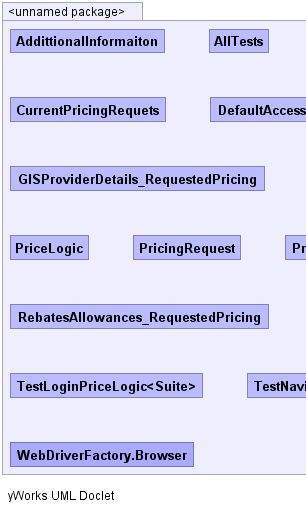 <unnamed package>
AddittionalInformaiton AllTests
CurrentPricingRequets DefaultAccess
GISProviderDetails_RequestedPricing
PriceLogic PricingRequest Pr
RebatesAllowances_RequestedPricing
TestLoginPriceLogic<Suite> TestNavi
WebDriverFactory.Browser
yWorks UML Doclet